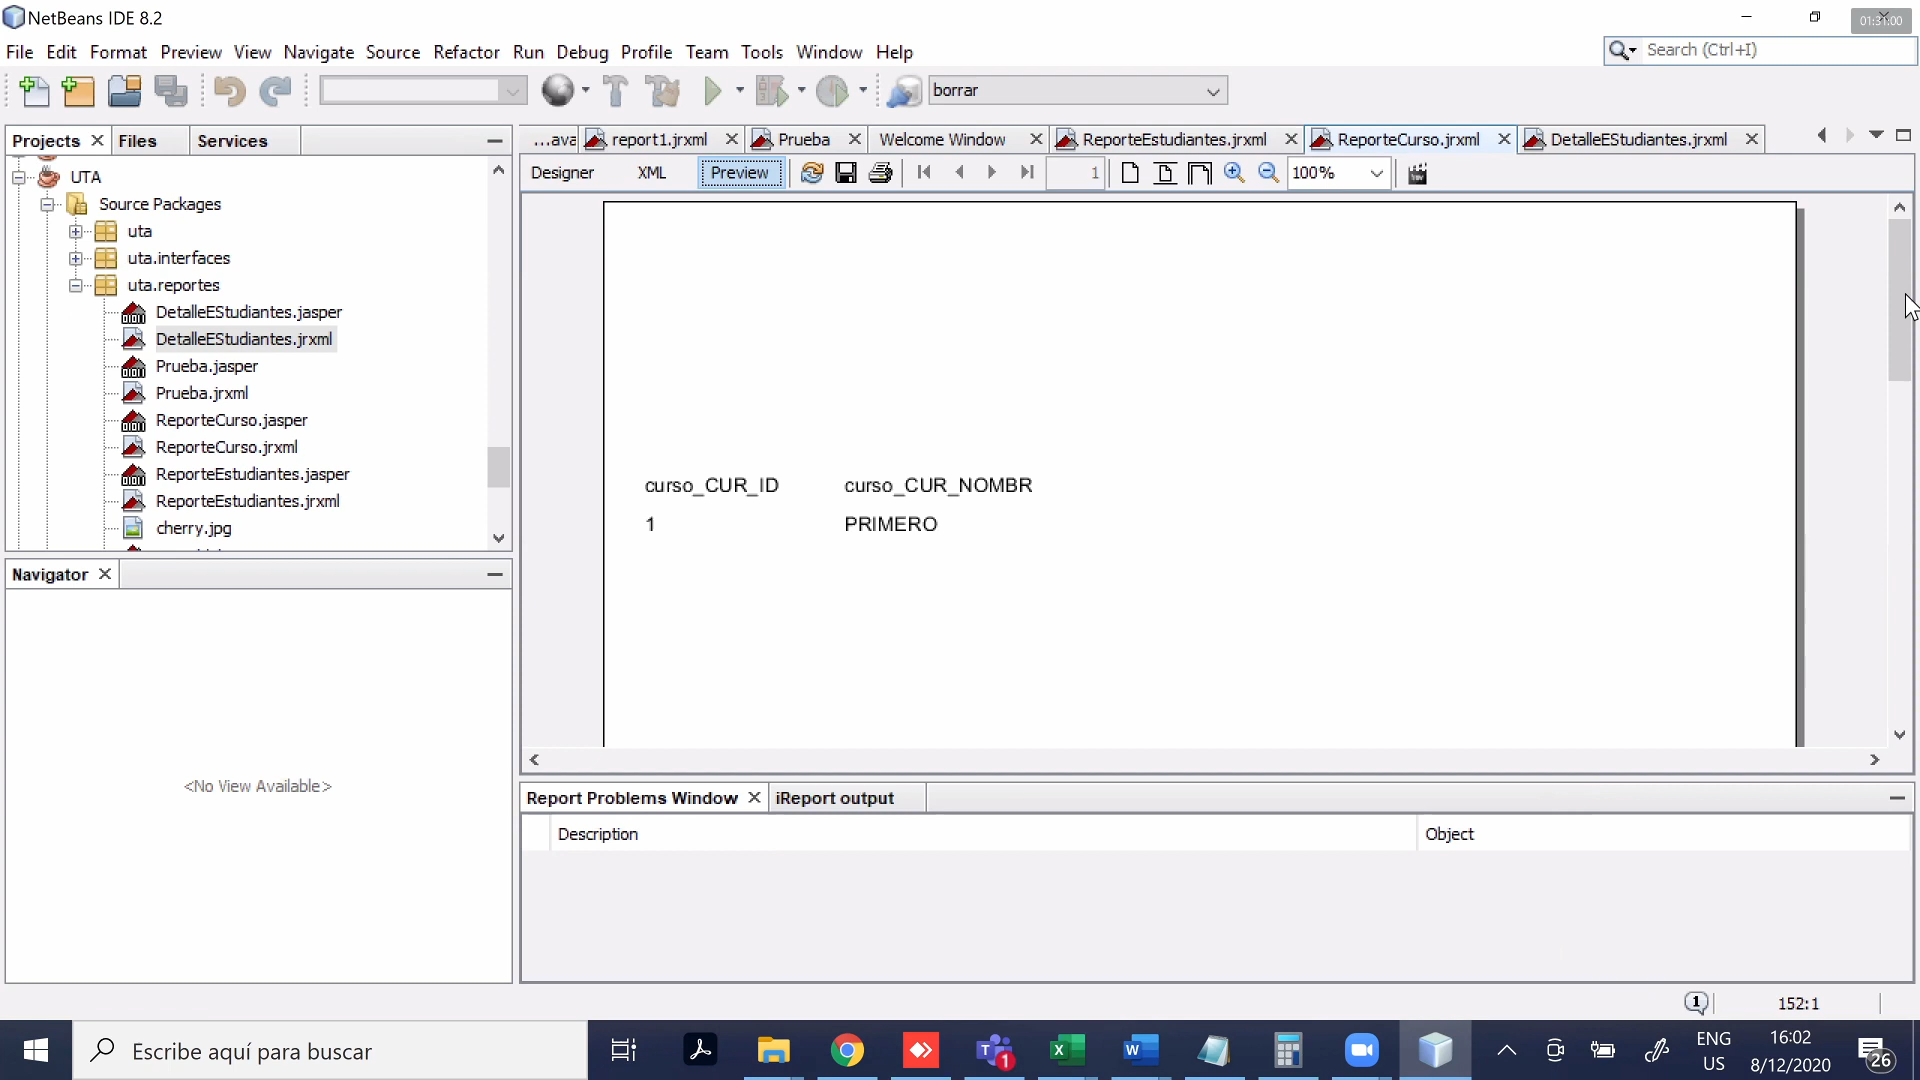 NetBeans IDE 8.2
01:31:00
File Edit Format Preview View Navigate Source Refactor Run Debug Profile Team Tools Window Help
Search (Ctrl+I)
borrar
Projects Files Services
...ava report1.jrxml Prueba Welcome Window ReporteEstudiantes.jrxml ReporteCurso.jrxml DetalleEStudiantes.jrxml
Designer XML Preview 1 100%
UTA
Source Packages
uta
uta.interfaces
uta.reportes
DetalleEStudiantes.jasper
DetalleEStudiantes.jrxml
Prueba.jasper
Prueba.jrxml
ReporteCurso.jasper
ReporteCurso.jrxml
ReporteEstudiantes.jasper
ReporteEstudiantes.jrxml
cherry.jpg
curso_CUR_ID curso_CUR_NOMBR
1 PRIMERO
Navigator
<No View Available>
Report Problems Window iReport output
Description Object
1 152:1
Escribe aquí para buscar
1
ENG
US
16:02
8/12/2020
26